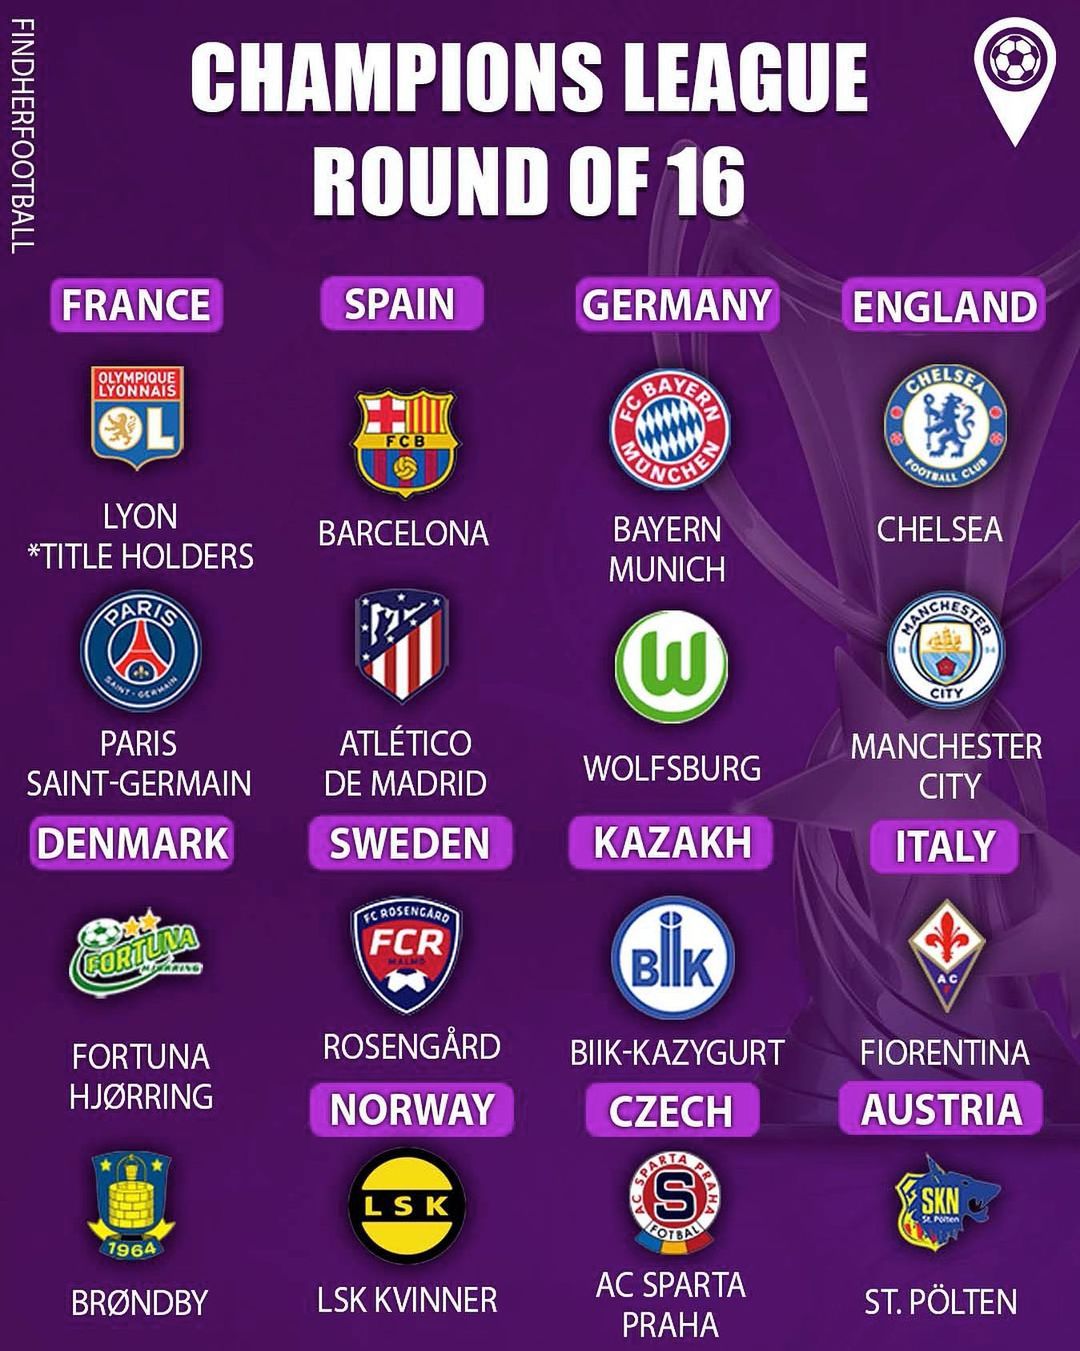 FINDHERFOOTBALL
CHAMPIONS LEAGUE
ROUND OF 16
FRANCE
OLYMPIQUE
LYONNAIS
OL
LYON
*TITLE HOLDERS
PARIS
SAINT-GERMAIN
PARIS
SAINT-GERMAIN
SPAIN
FCB
BARCELONA
ATLÉTICO
DE MADRID
GERMANY
FC BAYERN
MÜNCHEN
BAYERN
MUNICH
W
WOLFSBURG
ENGLAND
CHELSEA
FOOTBALL CLUB
CHELSEA
MANCHESTER
18 94
CITY
MANCHESTER
CITY
DENMARK
FORTUNA
HJØRRING
FORTUNA
HJØRRING
1964
BRØNDBY
SWEDEN
FC ROSENGÅRD
FCR
MALMÖ
ROSENGÅRD
NORWAY
LSK
LSK KVINNER
KAZAKH
BIIK
BIIK-KAZYGURT
CZECH
AC SPARTA PRAHA
S
FOTBAL
AC SPARTA
PRAHA
ITALY
AC
F
FIORENTINA
AUSTRIA
SKN
St. Pölten
ST. PÖLTEN